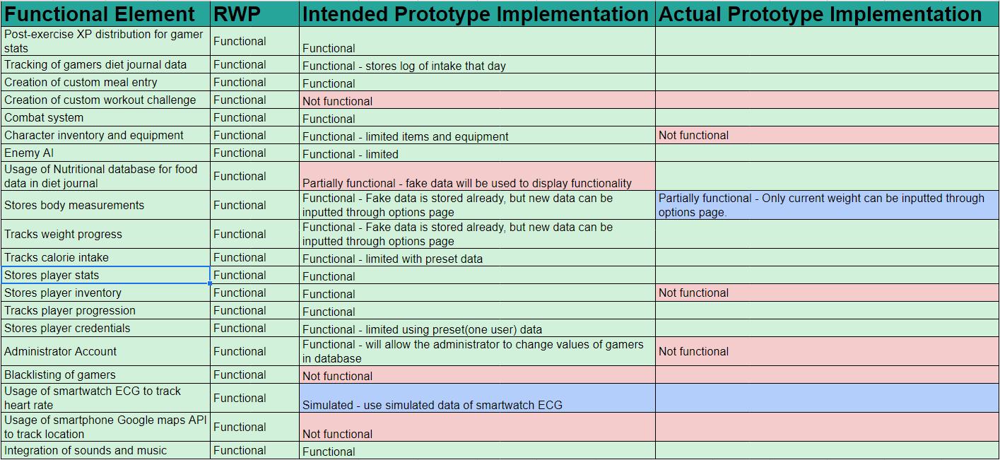 Functional Element RWP Intended Prototype Implementation Actual Prototype Implementation
Post-exercise XP distribution for gamer
stats Functional Functional
Tracking of gamers diet journal data Functional Functional - stores log of intake that day
Creation of custom meal entry Functional Functional
Creation of custom workout challenge Functional Not functional
Combat system Functional Functional
Character inventory and equipment Functional Functional - limited items and equipment Not functional
Enemy AI Functional Functional - limited
Usage of Nutritional database for food
data in diet journal Functional Partially functional - fake data will be used to display functionality
Stores body measurements Functional Functional - Fake data is stored already, but new data can be
inputted through options page Partially functional - Only current weight can be inputted through
options page.
Tracks weight progress Functional Functional - Fake data is stored already, but new data can be
inputted through options page
Tracks calorie intake Functional Functional - limited with preset data
Stores player stats Functional Functional
Stores player inventory Functional Functional Not functional
Tracks player progression Functional Functional
Stores player credentials Functional Functional - limited using preset(one user) data
Administrator Account Functional Functional - will allow the administrator to change values of gamers
in database Not functional
Blacklisting of gamers Functional Not functional
Usage of smartwatch ECG to track
heart rate Functional Simulated - use simulated data of smartwatch ECG
Usage of smartphone Google maps API
to track location Functional Not functional
Integration of sounds and music Functional Functional